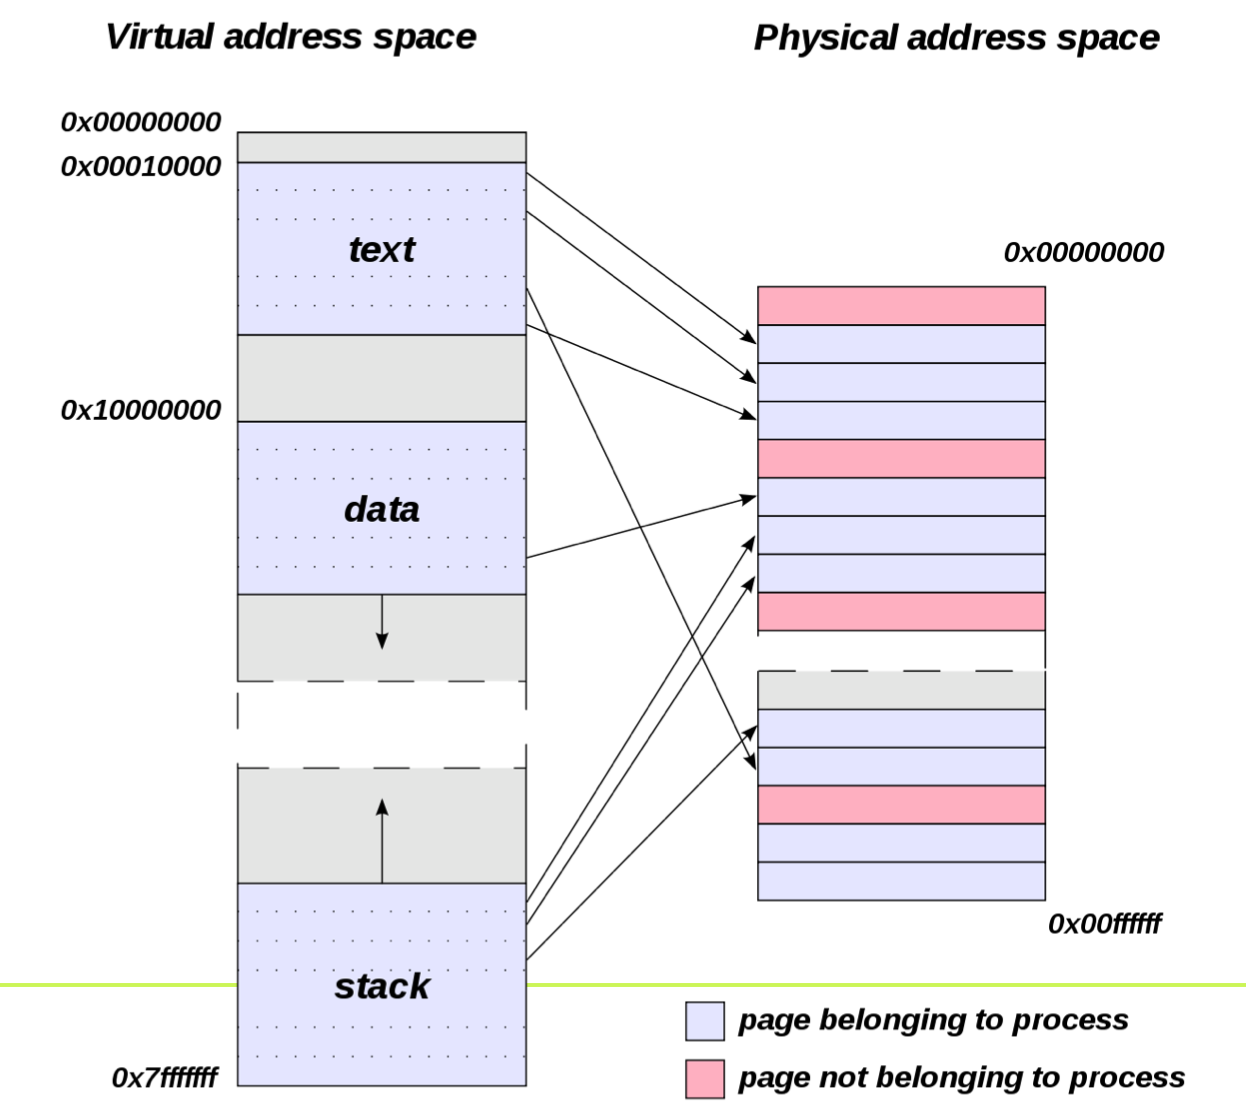 Virtual address space
Physical address space
0x00000000
0x00010000
text
0x00000000
0x10000000
data
0x00ffffff
stack
page belonging to process
0x7fffffff
page not belonging to process